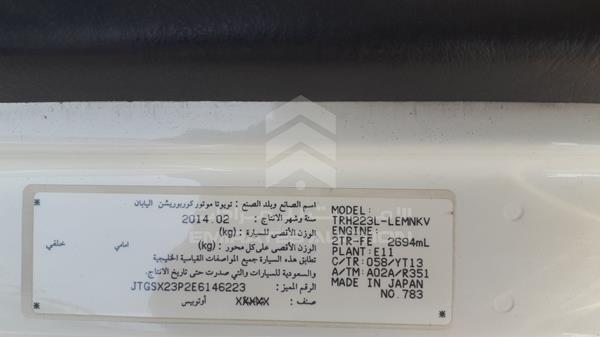 اسم الصانع وبلد الصنع : تويوتا موتور كوربوريشن اليابان
سنة وشهر الانتاج : 2014.02
الوزن الأقصى للسيارة : (kg)
الوزن الأقصى على كل محور : (kg) امامي خلفي
تطابق هذه السيارة جميع المواصفات القياسية الخليجية
والسعودية للسيارات والتي صدرت حتى تاريخ الانتاج.
الرقم المميز : JTGSX23P2E6146223
صنف : أوتوبيس
MODEL:
TRH223L-LEMNKV
ENGINE:
2TR-FE 2694mL
PLANT: E11
C/TR: 058/YT13
A/TM: A02A/R351
MADE IN JAPAN
NO.783